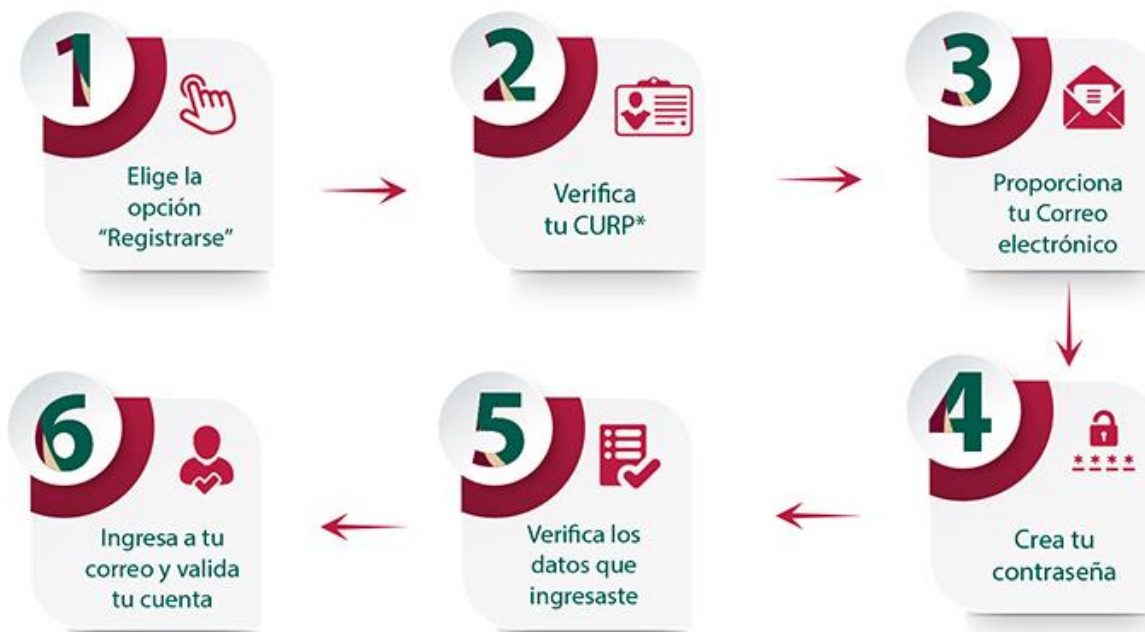 1
Elige la
opción
“Registrarse”
2
Verifica
tu CURP*
3
Proporciona
tu Correo
electrónico
4
****
Crea tu
contraseña
5
Verifica los
datos que
ingresaste
6
Ingresa a tu
correo y valida
tu cuenta